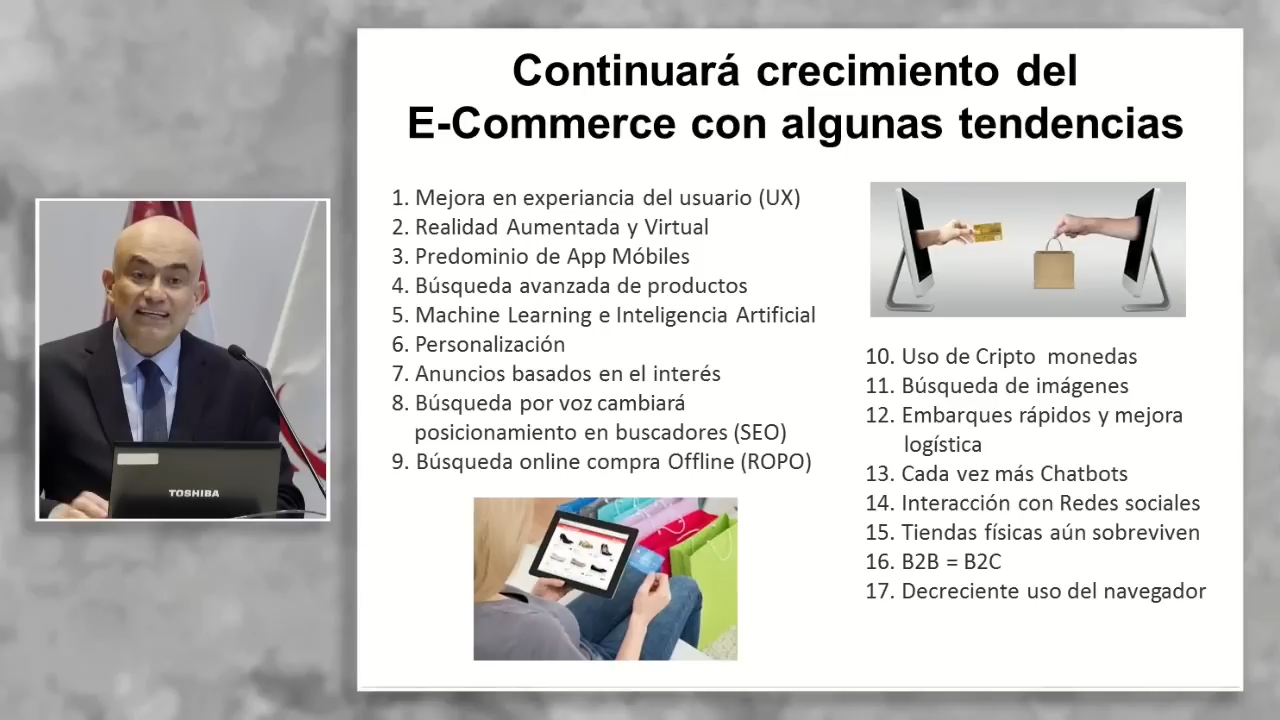 Continuará crecimiento del
E-Commerce con algunas tendencias
1. Mejora en experiancia del usuario (UX)
2. Realidad Aumentada y Virtual
3. Predominio de App Móbiles
4. Búsqueda avanzada de productos
5. Machine Learning e Inteligencia Artificial
6. Personalización
7. Anuncios basados en el interés
8. Búsqueda por voz cambiará
posicionamiento en buscadores (SEO)
9. Búsqueda online compra Offline (ROPO)
10. Uso de Cripto monedas
11. Búsqueda de imágenes
12. Embarques rápidos y mejora
logística
13. Cada vez más Chatbots
14. Interacción con Redes sociales
15. Tiendas físicas aún sobreviven
16. B2B = B2C
17. Decreciente uso del navegador
TOSHIBA